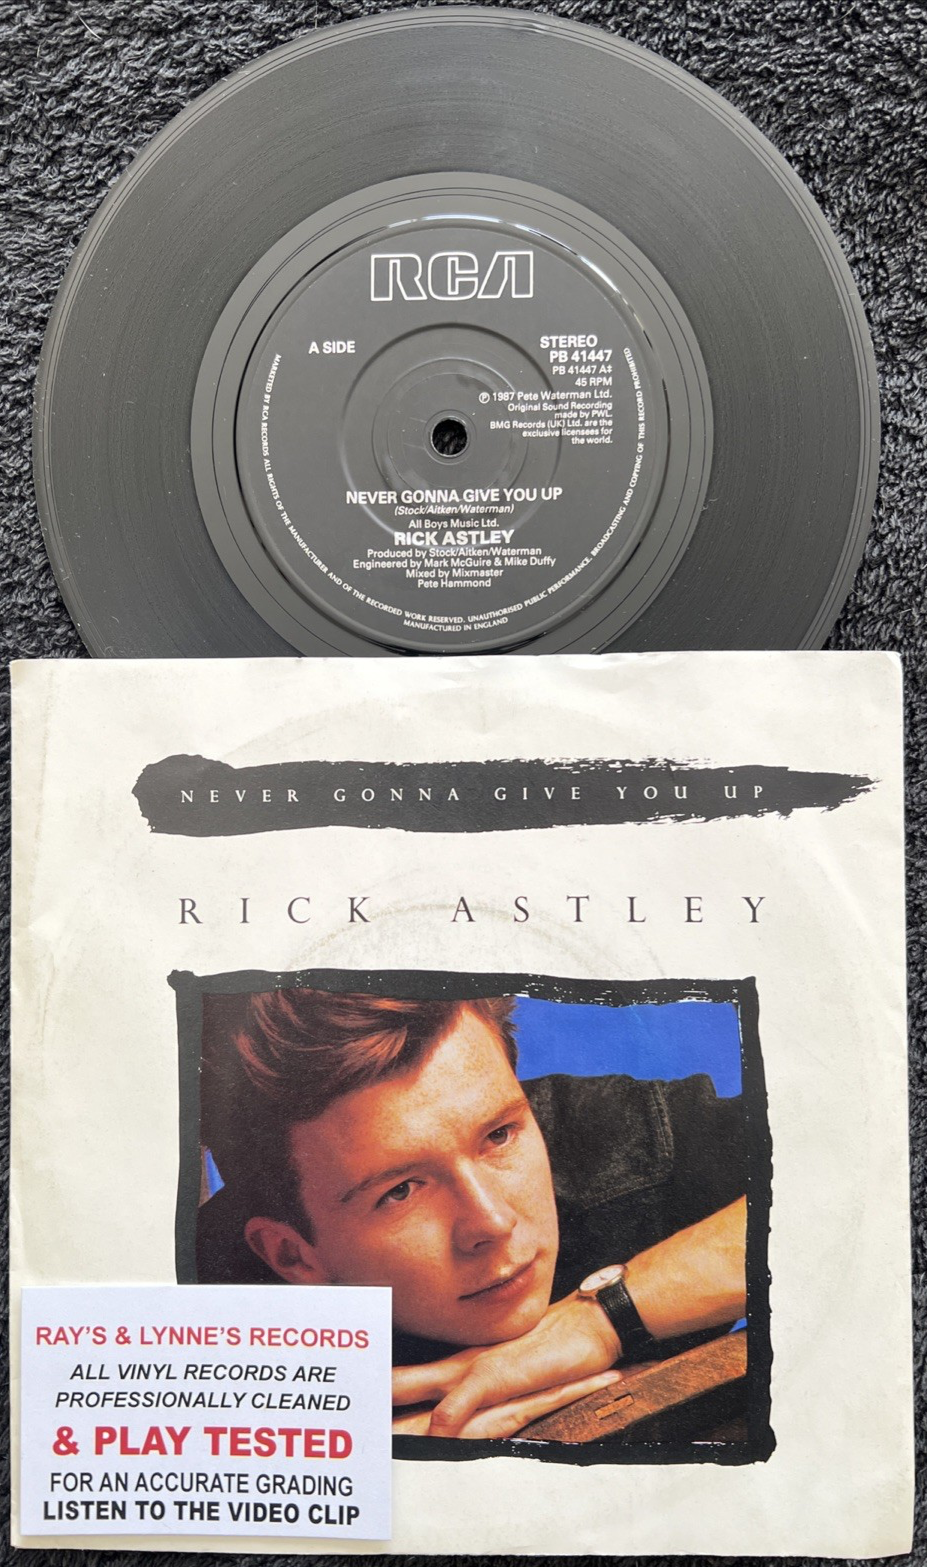 RCA
A SIDE
STEREO
PB 41447
PB 41447 A‡
45 RPM
℗ 1987 Pete Waterman Ltd.
Original Sound Recording
made by PWL.
BMG Records (UK) Ltd. are the
exclusive licensees for
the world.
NEVER GONNA GIVE YOU UP
(Stock/Aitken/Waterman)
All Boys Music Ltd.
RICK ASTLEY
Produced by Stock/Aitken/Waterman
Engineered by Mark McGuire & Mike Duffy
Mixed by Mixmaster
Pete Hammond
MARKETED BY RCA RECORDS ALL RIGHTS OF THE MANUFACTURER AND OF THE RECORDED WORK RESERVED. UNAUTHORISED PUBLIC PERFORMANCE, BROADCASTING AND COPYING OF THIS RECORD PROHIBITED
MANUFACTURED IN ENGLAND
NEVER GONNA GIVE YOU UP
RICK ASTLEY
RAY'S & LYNNE'S RECORDS
ALL VINYL RECORDS ARE
PROFESSIONALLY CLEANED
& PLAY TESTED
FOR AN ACCURATE GRADING
LISTEN TO THE VIDEO CLIP